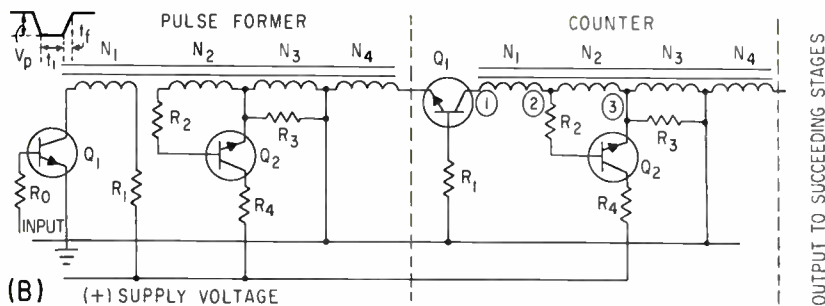 PULSE FORMER
COUNTER
Vp
t1
tf
N1
N2
N3
N4
Q1
N1
N2
N3
N4
1
2
3
R2
R3
R2
R3
Q1
Q2
Q2
R0
R1
R4
R1
R4
INPUT
(B)
(+) SUPPLY VOLTAGE
OUTPUT TO SUCCEEDING STAGES